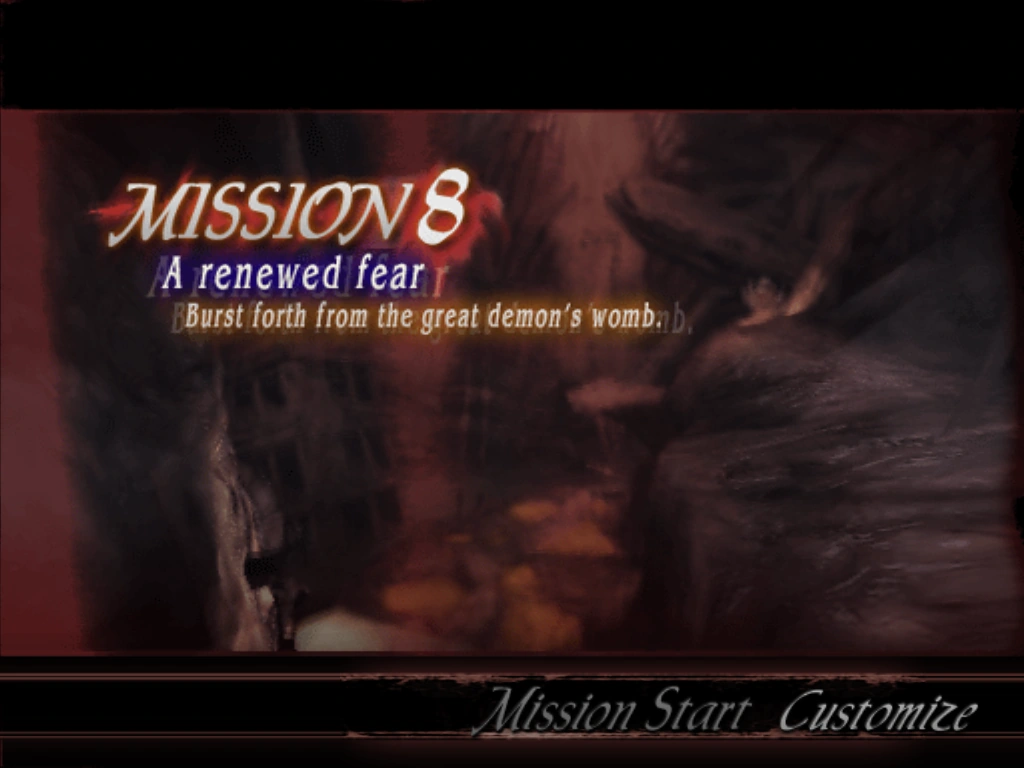 MISSION 8
A renewed fear
Burst forth from the great demon's womb.
Mission Start Customize